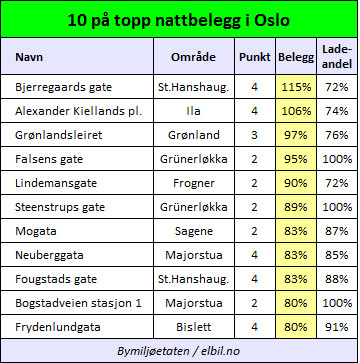 10 på topp nattbelegg i Oslo
Navn Område Punkt Belegg Lade-
andel
Bjerregaards gate St.Hanshaug. 4 115% 72%
Alexander Kiellands pl. Ila 4 106% 74%
Grønlandsleiret Grønland 3 97% 76%
Falsens gate Grünerløkka 2 95% 100%
Lindemansgata Frogner 2 90% 72%
Steenstrups gate Grünerløkka 2 89% 89%
Mogata Sagene 2 83% 87%
Neuberggata Majorstua 4 83% 85%
Fougstads gate St.Hanshaug. 4 83% 88%
Bogstadveien stasjon 1 Majorstua 2 80% 100%
Frydenlundgata Bislett 4 80% 91%
Bymiljøetaten / elbil.no